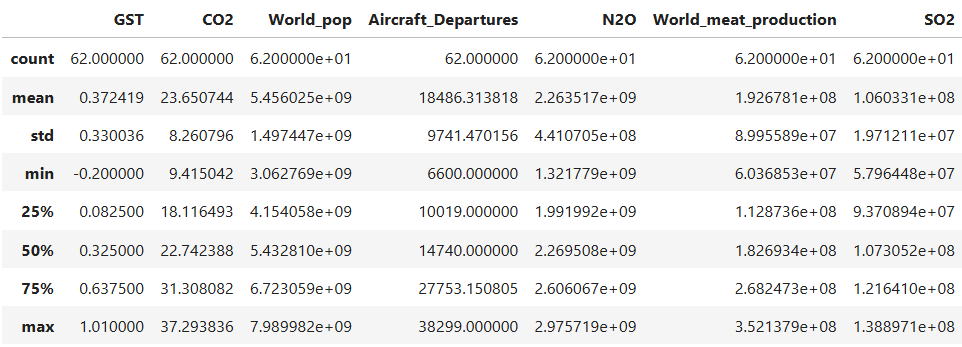 GST CO2 World_pop Aircraft_Departures N2O World_meat_production SO2
count 62.000000 62.000000 6.200000e+01 62.000000 6.200000e+01 6.200000e+01 6.200000e+01
mean 0.372419 23.650744 5.456025e+09 18486.313818 2.263517e+09 1.926781e+08 1.060331e+08
std 0.330036 8.260796 1.497447e+09 9741.470156 4.410705e+08 8.995589e+07 1.971211e+07
min -0.200000 9.415042 3.062769e+09 6600.000000 1.321779e+09 6.036853e+07 5.796448e+07
25% 0.082500 18.116493 4.154058e+09 10019.000000 1.991992e+09 1.128736e+08 9.370894e+07
50% 0.325000 22.742388 5.432810e+09 14740.000000 2.269508e+09 1.826934e+08 1.073052e+08
75% 0.637500 31.308082 6.723059e+09 27753.150805 2.606067e+09 2.682473e+08 1.216410e+08
max 1.010000 37.293836 7.989982e+09 38299.000000 2.975719e+09 3.521379e+08 1.388971e+08